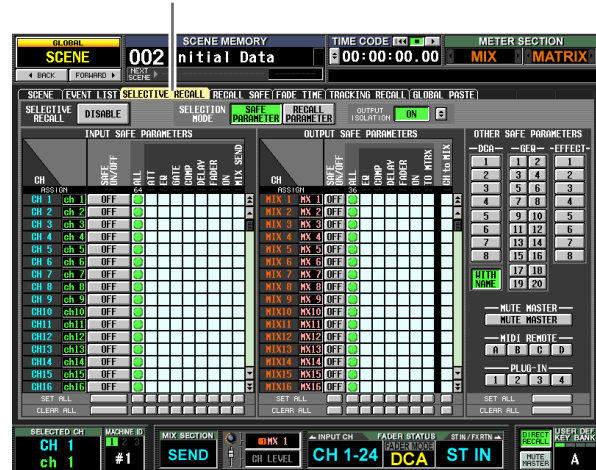 GLOBAL
SCENE
SCENE MEMORY
002 nitial Data
TIME CODE
00:00:00.00
METER SECTION
MIX MATRIX
BACK FORWARD
NEXT SCENE
SCENE EVENT LIST SELECTIVE RECALL RECALL SAFE FADE TIME TRACKING RECALL GLOBAL PASTE
SELECTIVE RECALL DISABLE
SELECTION MODE SAFE PARAMETER RECALL PARAMETER
OUTPUT ISOLATION ON
INPUT SAFE PARAMETERS
CH
ASSIGN
SAFE ON/OFF
ALL ATT EQ GATE COMP DELAY FADER ON MIX SEND
CH 1 ch 1 OFF
CH 2 ch 2 OFF
CH 3 ch 3 OFF
CH 4 ch 4 OFF
CH 5 ch 5 OFF
CH 6 ch 6 OFF
CH 7 ch 7 OFF
CH 8 ch 8 OFF
CH 9 ch 9 OFF
CH10 ch10 OFF
CH11 ch11 OFF
CH12 ch12 OFF
CH13 ch13 OFF
CH14 ch14 OFF
CH15 ch15 OFF
CH16 ch16 OFF
SET ALL
CLEAR ALL
OUTPUT SAFE PARAMETERS
CH
ASSIGN
SAFE ON/OFF
ALL EQ COMP DELAY FADER ON TO MTRX CH to MIX
MIX 1 MX 1 OFF
MIX 2 MX 2 OFF
MIX 3 MX 3 OFF
MIX 4 MX 4 OFF
MIX 5 MX 5 OFF
MIX 6 MX 6 OFF
MIX 7 MX 7 OFF
MIX 8 MX 8 OFF
MIX 9 MX 9 OFF
MIX10 MX10 OFF
MIX11 MX11 OFF
MIX12 MX12 OFF
MIX13 MX13 OFF
MIX14 MX14 OFF
MIX15 MX15 OFF
MIX16 MX16 OFF
SET ALL
CLEAR ALL
OTHER SAFE PARAMETERS
DCA GEQ EFFECT
1 1 2 1
2 3 4 2
3 5 6 3
4 7 8 4
5 9 10 5
6 11 12 6
7 13 14 7
8 15 16 8
WITH NAME 17 18
19 20
MUTE MASTER
MUTE MASTER
MIDI REMOTE
A B C D
PLUG-IN
1 2 3 4
SET ALL
CLEAR ALL
SELECTED CH
CH 1
ch 1
MACHINE ID
1 2 3
#1
MIX SECTION
SEND
MX 1
CH LEVEL
INPUT CH FADER STATUS ST IN / FXRTN
CH 1-24
FADER MODE
DCA
ST IN
DIRECT RECALL
MUTE MASTER
USER DEF KEY BANK
A